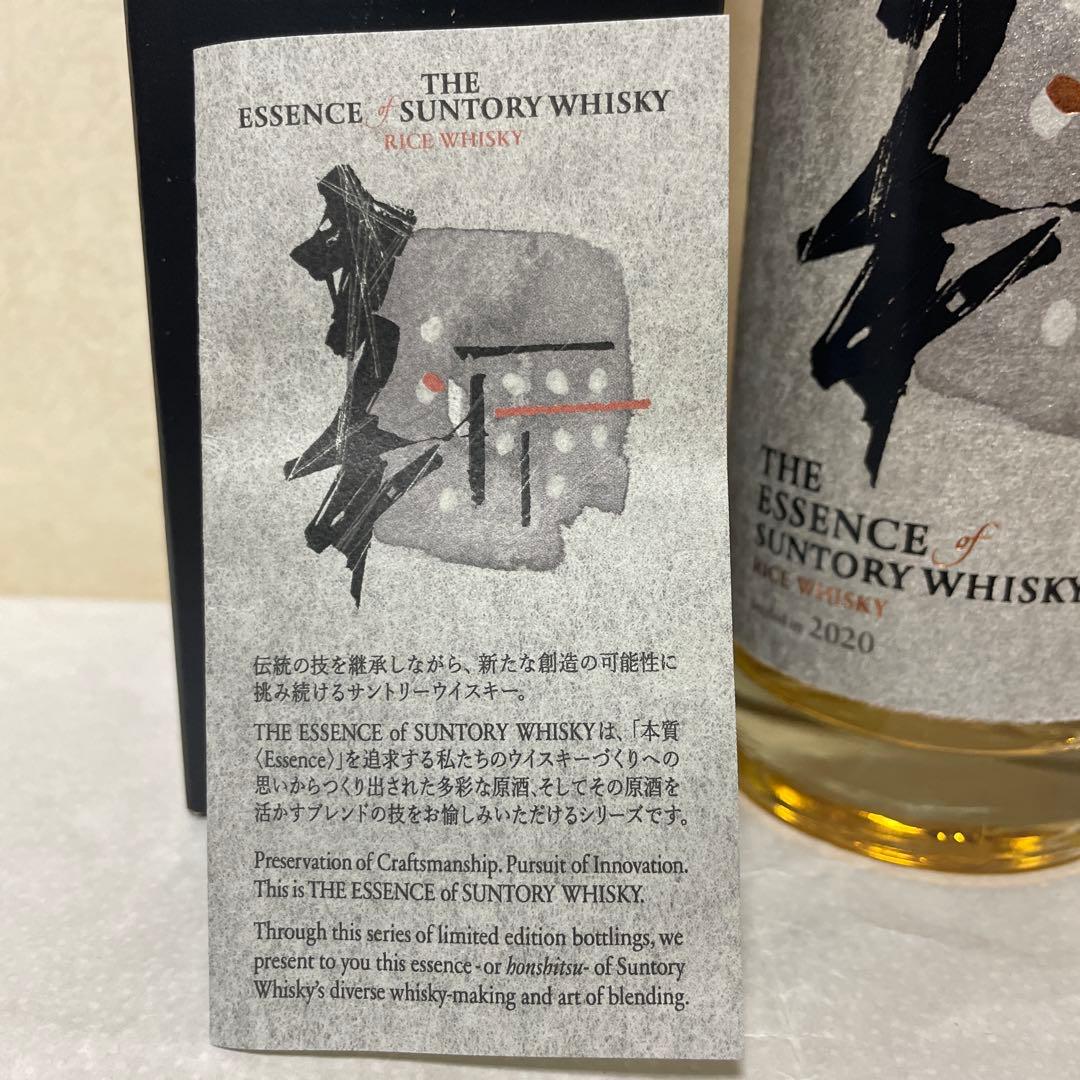 THE
ESSENCE of SUNTORY WHISKY
RICE WHISKY
伝統の技を継承しながら、新たな創造の可能性に
挑み続けるサントリーウイスキー。
THE ESSENCE of SUNTORY WHISKYは、「本質
〈Essence〉」を追求する私たちのウイスキーづくりへの
思いからつくり出された多彩な原酒、そしてその原酒を
活かすブレンドの技をお愉しみいただけるシリーズです。
Preservation of Craftsmanship. Pursuit of Innovation.
This is THE ESSENCE of SUNTORY WHISKY.
Through this series of limited edition bottlings, we
present to you this essence - or honshitsu - of Suntory
Whisky's diverse whisky-making and art of blending.
THE
ESSENCE of
SUNTORY WHISKY
RICE WHISKY
2020